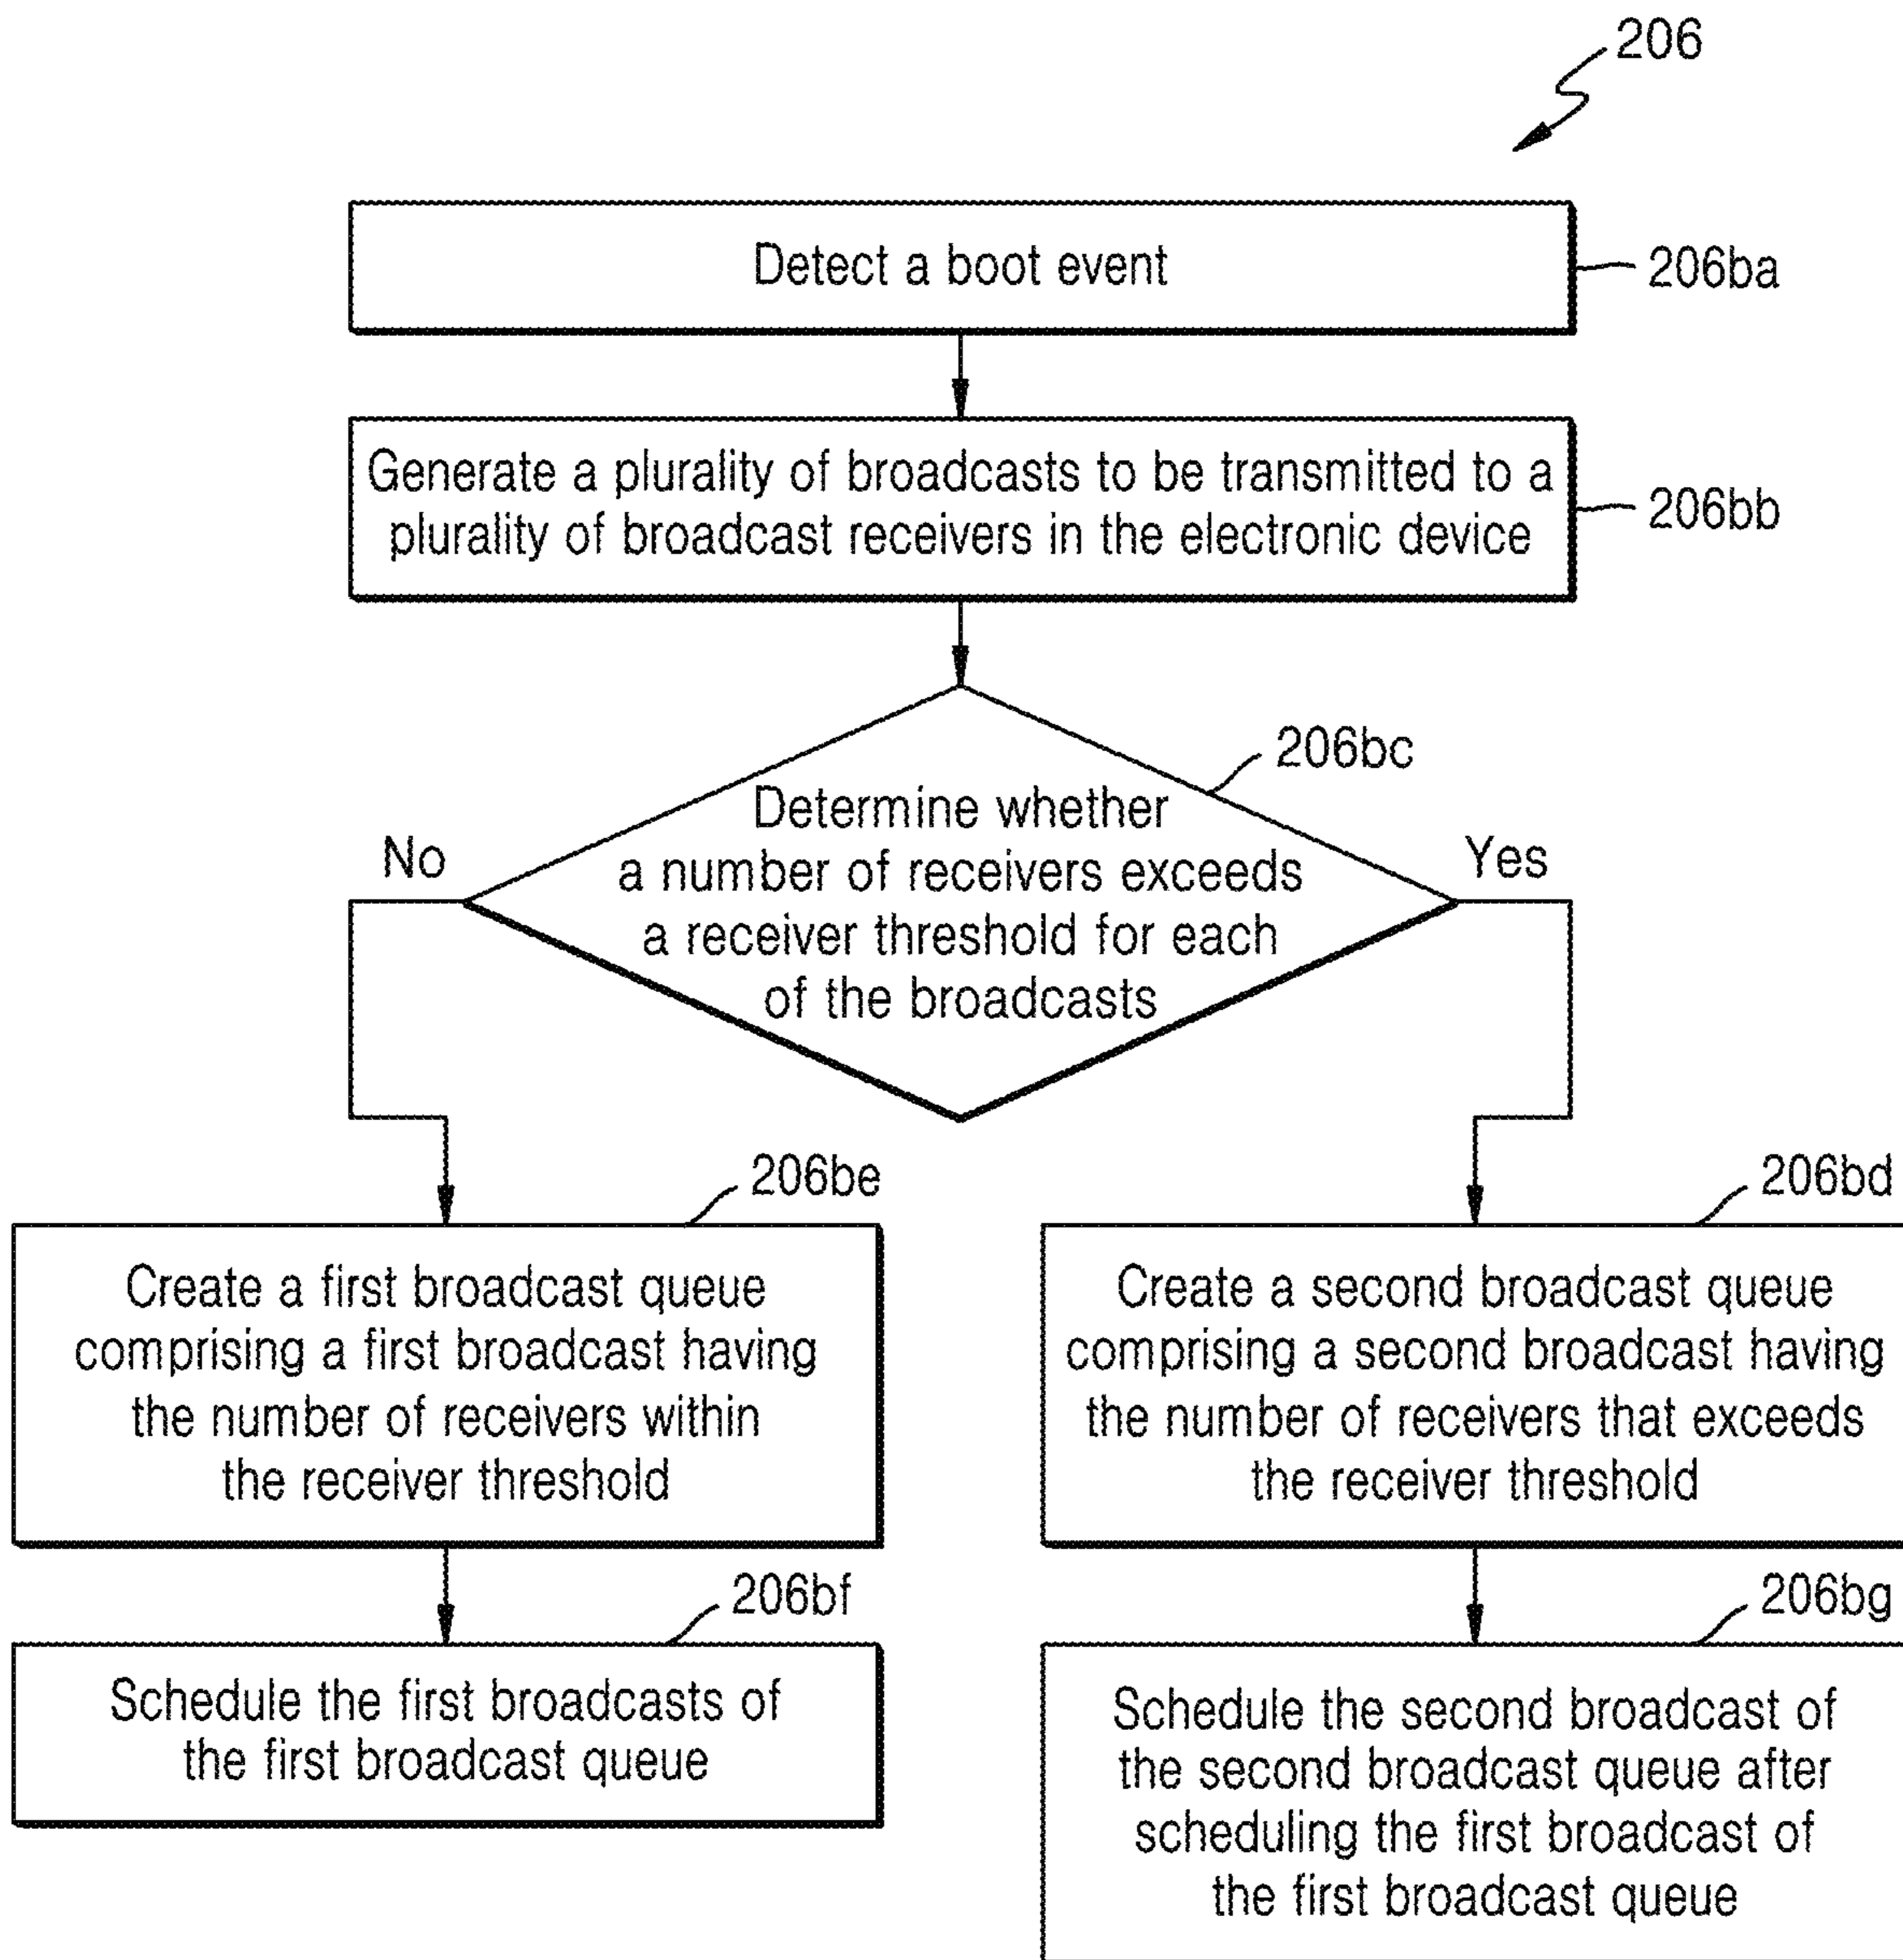 206
Detect a boot event
206ba
Generate a plurality of broadcasts to be transmitted to a
plurality of broadcast receivers in the electronic device
206bb
206bc
Determine whether
a number of receivers exceeds
a receiver threshold for each
of the broadcasts
No
Yes
206be
Create a first broadcast queue
comprising a first broadcast having
the number of receivers within
the receiver threshold
206bd
Create a second broadcast queue
comprising a second broadcast having
the number of receivers that exceeds
the receiver threshold
206bf
Schedule the first broadcasts of
the first broadcast queue
206bg
Schedule the second broadcast of
the second broadcast queue after
scheduling the first broadcast of
the first broadcast queue